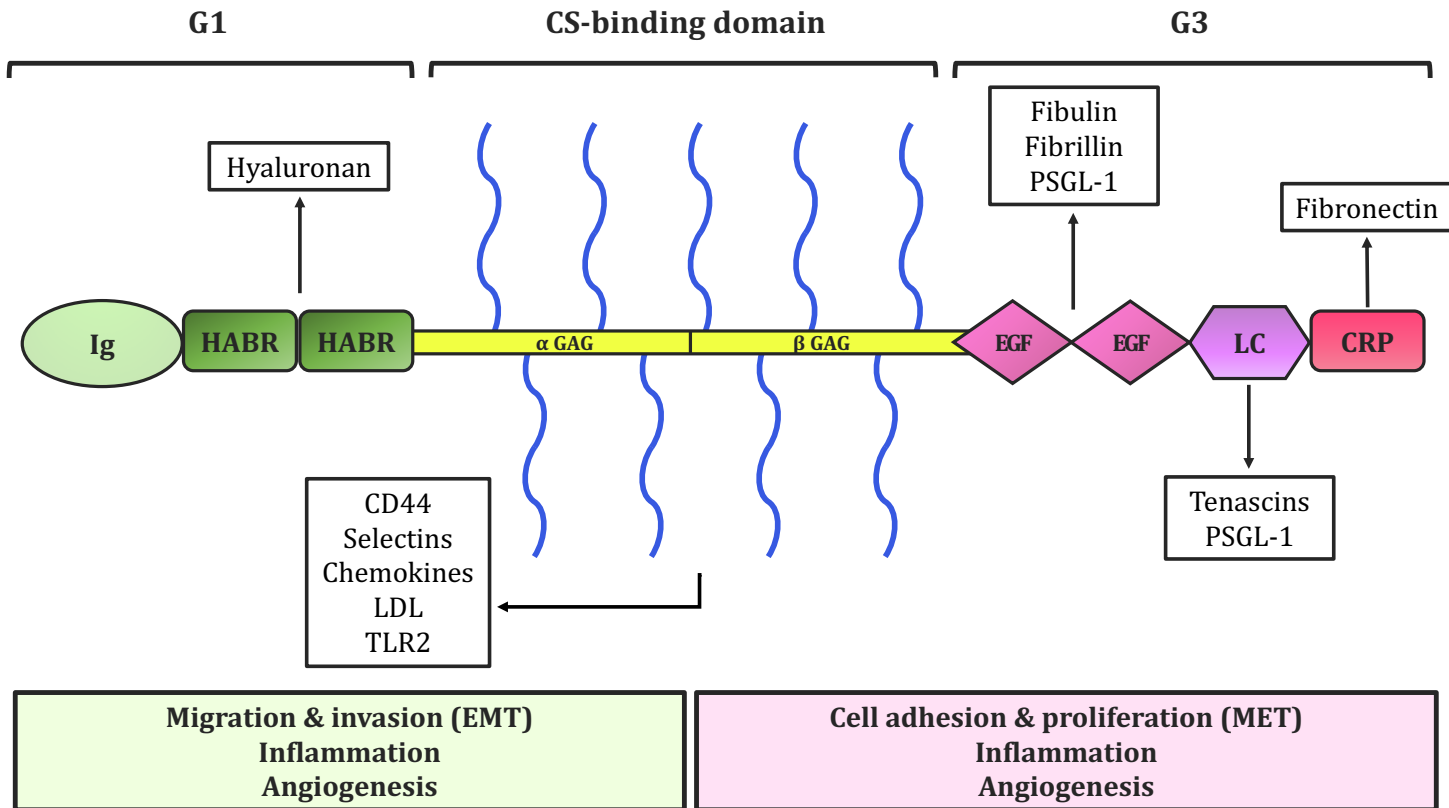 G1
CS-binding domain
G3
Hyaluronan
Fibulin
Fibrillin
PSGL-1
Fibronectin
Ig
HABR
HABR
α GAG
β GAG
EGF
EGF
LC
CRP
CD44
Selectins
Chemokines
LDL
TLR2
Tenascins
PSGL-1
Migration & invasion (EMT)
Inflammation
Angiogenesis
Cell adhesion & proliferation (MET)
Inflammation
Angiogenesis